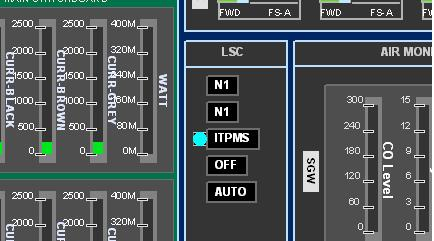 MAIN SWITCHBOARD
FWD FS-A FWD FS-A
2500 2500 400M
2000 2000 320M
1500 1500 240M
1000 1000 160M
500 500 80M
0 0 0M
CURR-BLACK
CURR-BROWN
CURR-GREY
WATT
2500 2500 400M
2000 2000 320M
LSC
N1
N1
ITPMS
OFF
AUTO
AIR MON
300 15
240 12
180 9
120 6
60 3
0 0
SGW
CO Level